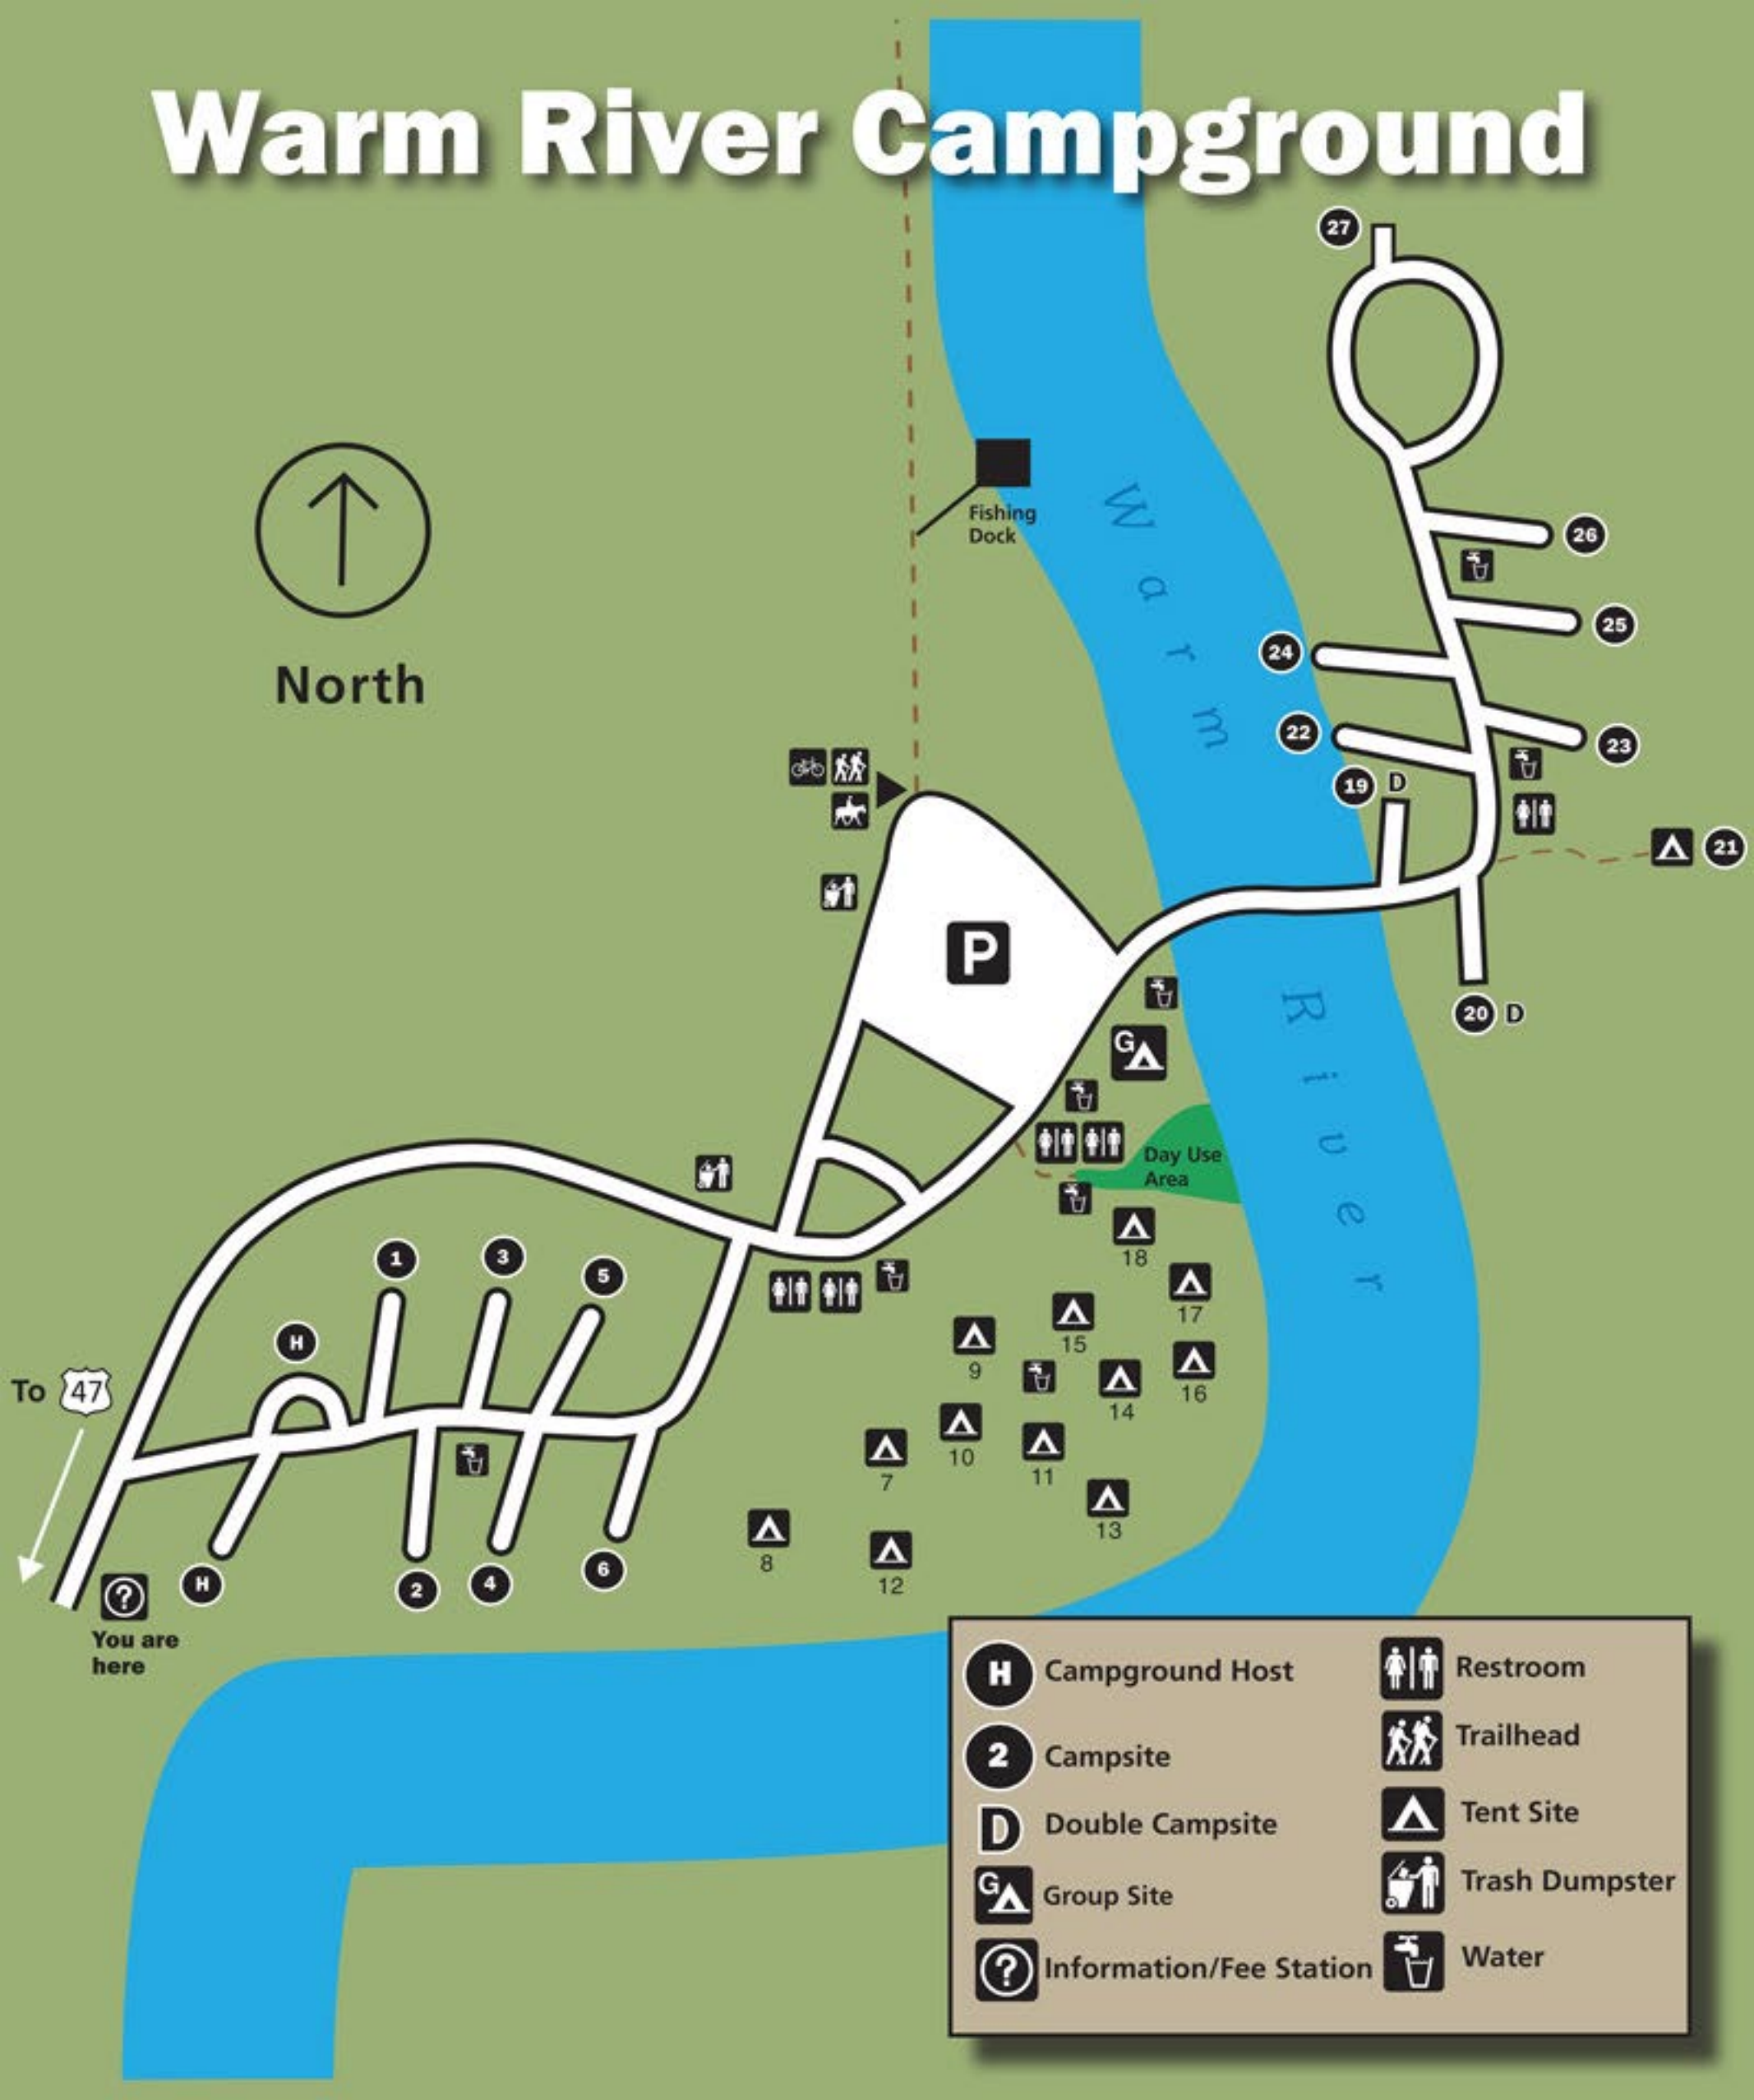 Warm River Campground
27
North
Fishing
Dock
Warm
26
25
24
23
22
19 D
21
P
20 D
River
G
Day Use
Area
18
17
15
9
16
14
10
11
7
13
8
12
1
3
5
H
To 47
H
2
4
6
?
You are
here
H Campground Host
2 Campsite
D Double Campsite
G Group Site
? Information/Fee Station
Restroom
Trailhead
Tent Site
Trash Dumpster
Water